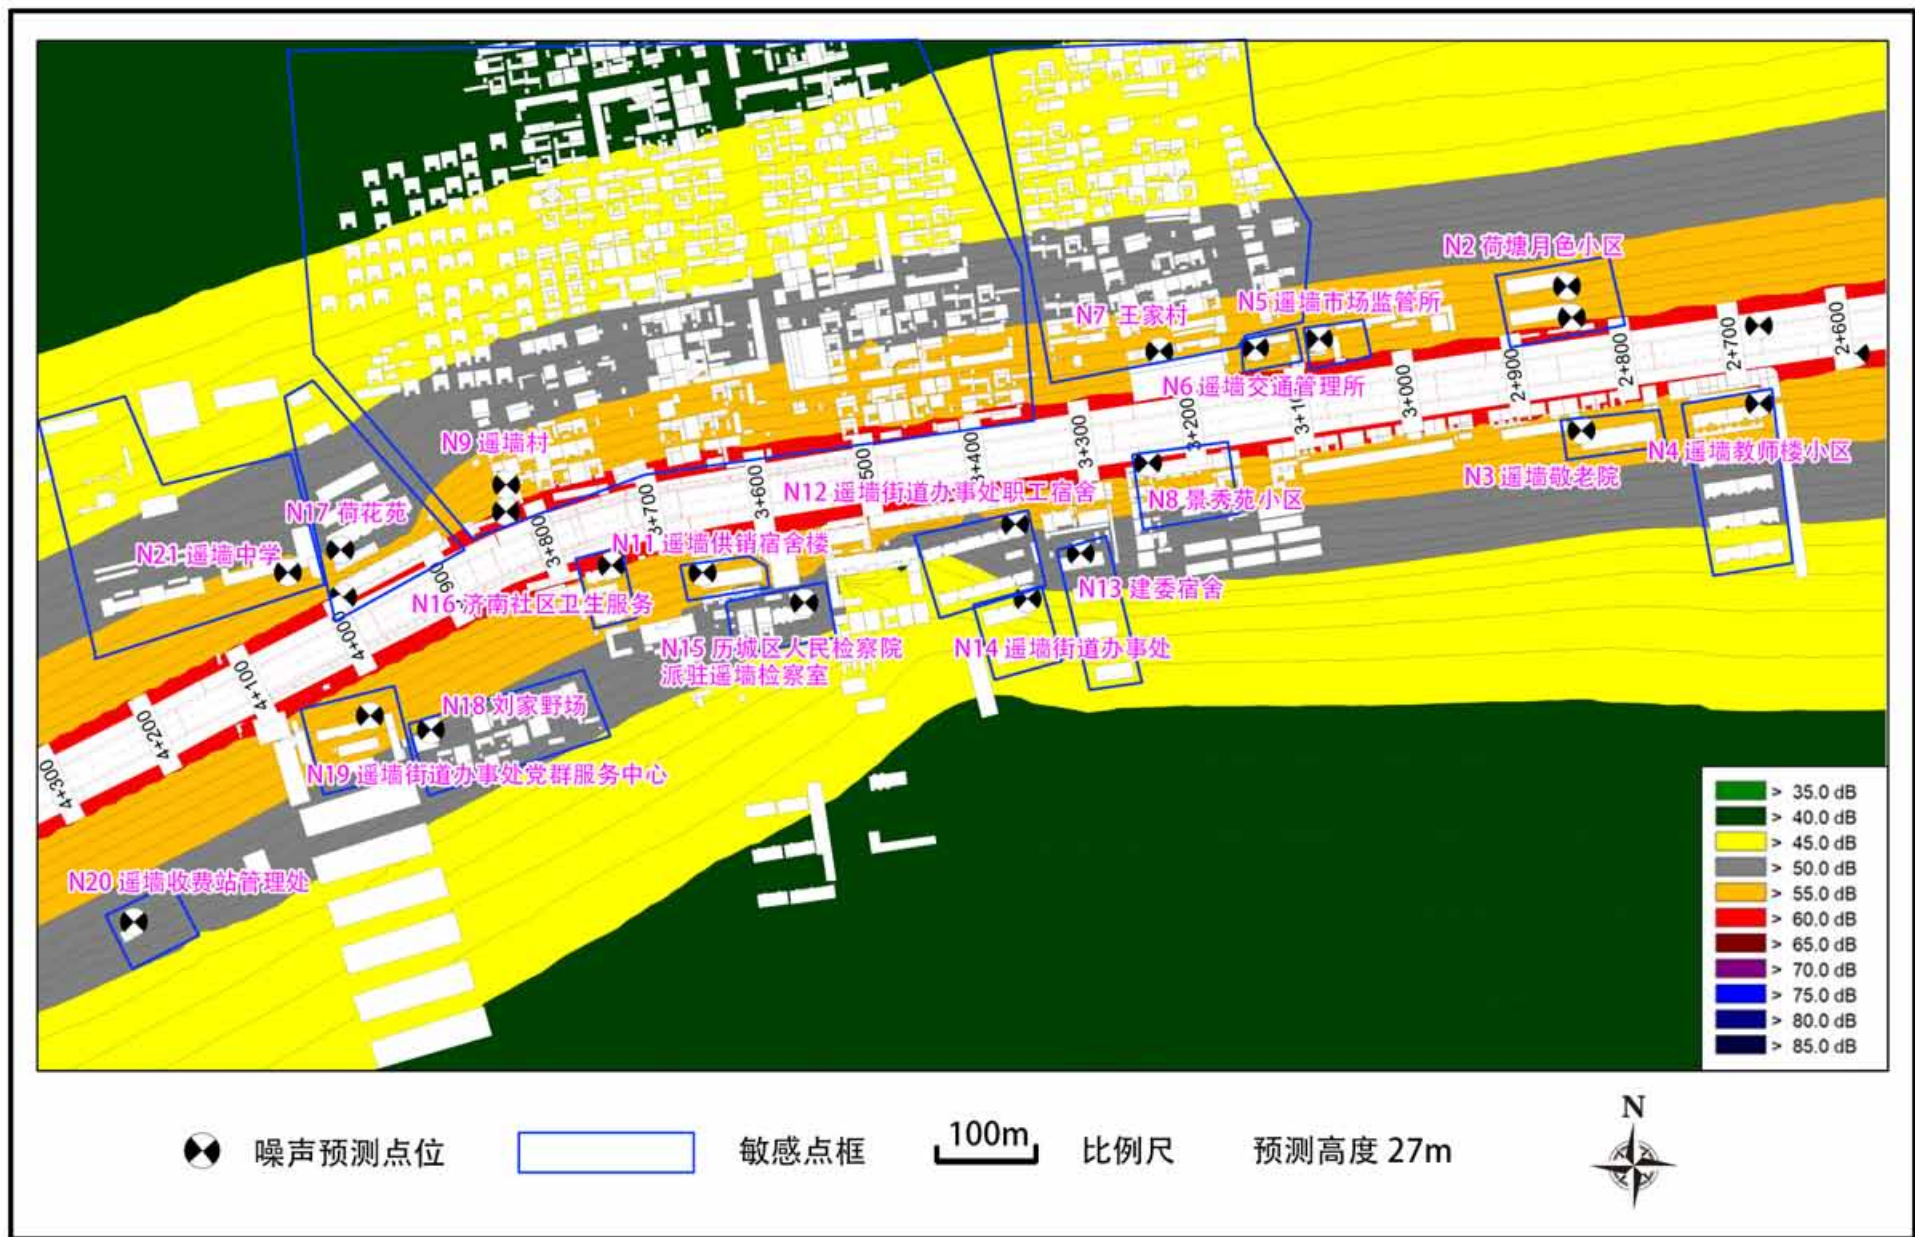 N2 荷塘月色小区
N5 遥墙市场监管所
N7 王家村
2+600
2+700
2+800
2+900
3+000
N6 遥墙交通管理所
3+10
3+200
3+300
3+400
500
3+600
3+700
3+800
900
4+00
4+100
4+200
4+300
N9 遥墙村
N4 遥墙教师楼小区
N3 遥墙敬老院
N12 遥墙街道办事处职工宿舍
N8 景秀苑小区
N17 荷花苑
N11 遥墙供销宿舍楼
N21 遥墙中学
N13 建委宿舍
N16 济南社区卫生服务
N15 历城区人民检察院
派驻遥墙检察室
N14 遥墙街道办事处
N18 刘家野场
N19 遥墙街道办事处党群服务中心
N20 遥墙收费站管理处
> 35.0 dB
> 40.0 dB
> 45.0 dB
> 50.0 dB
> 55.0 dB
> 60.0 dB
> 65.0 dB
> 70.0 dB
> 75.0 dB
> 80.0 dB
> 85.0 dB
N
噪声预测点位
敏感点框
100m
比例尺
预测高度 27m